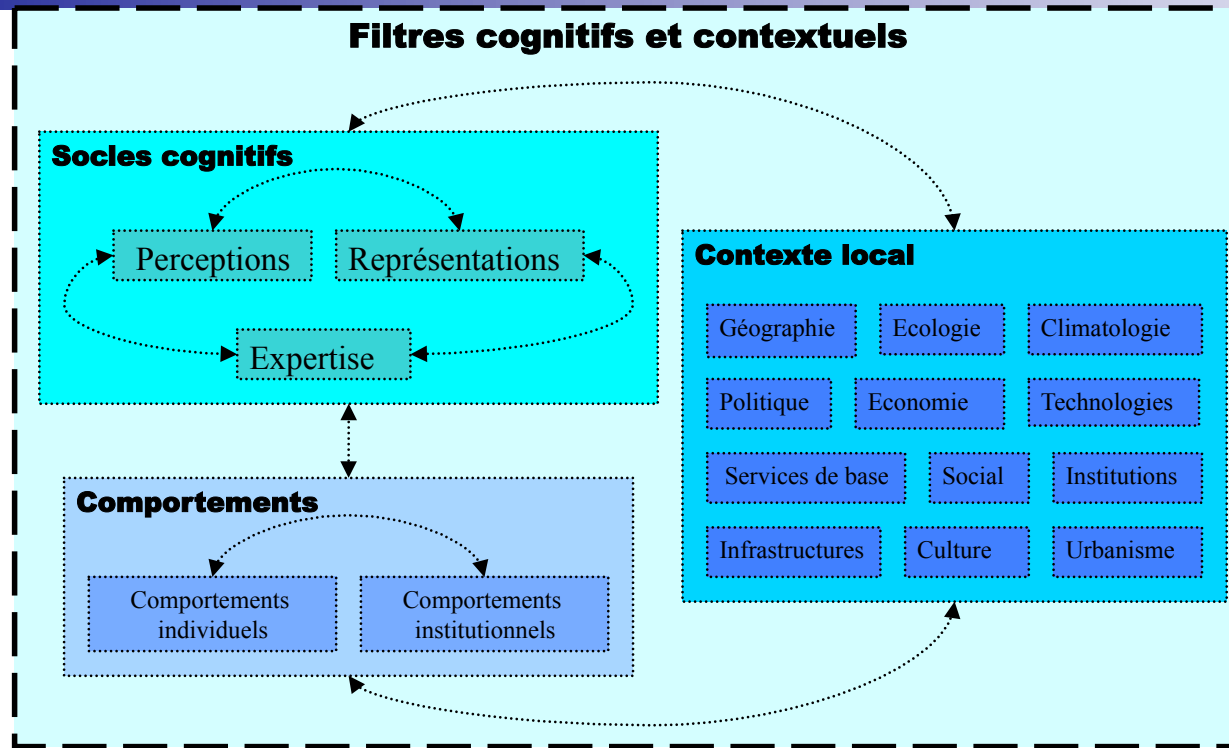 Filtres cognitifs et contextuels
Socles cognitifs
Perceptions
Représentations
Expertise
Comportements
Comportements
individuels
Comportements
institutionnels
Contexte local
Géographie
Ecologie
Climatologie
Politique
Economie
Technologies
Services de base
Social
Institutions
Infrastructures
Culture
Urbanisme